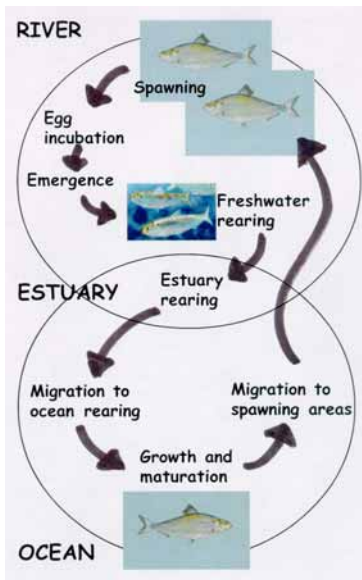 RIVER
Spawning
Egg
incubation
Emergence
Freshwater
rearing
ESTUARY
Estuary
rearing
Migration to
ocean rearing
Migration to
spawning areas
Growth and
maturation
OCEAN